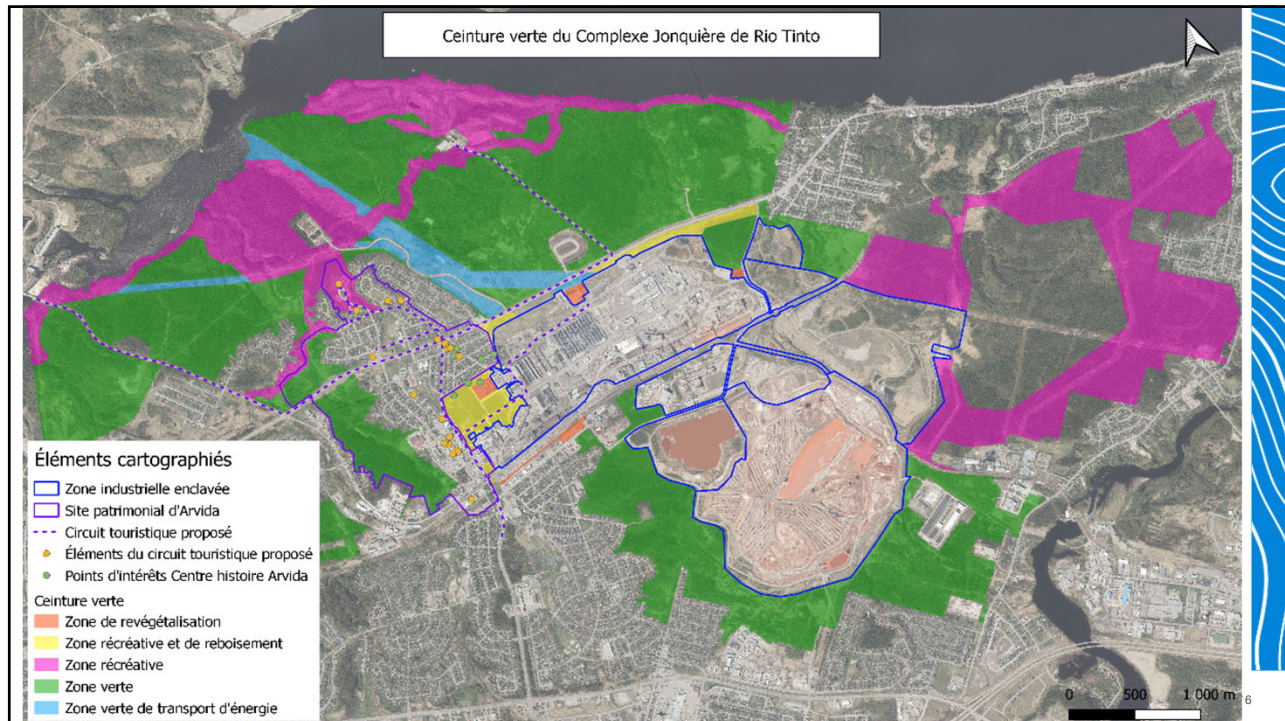 Ceinture verte du Complexe Jonquière de Rio Tinto
Éléments cartographiés
Zone industrielle enclavée
Site patrimonial d'Arvida
Circuit touristique proposé
Éléments du circuit touristique proposé
Points d'intérêts Centre histoire Arvida
Ceinture verte
Zone de revégétalisation
Zone récréative et de reboisement
Zone récréative
Zone verte
Zone verte de transport d'énergie
0 500 1 000 m
6